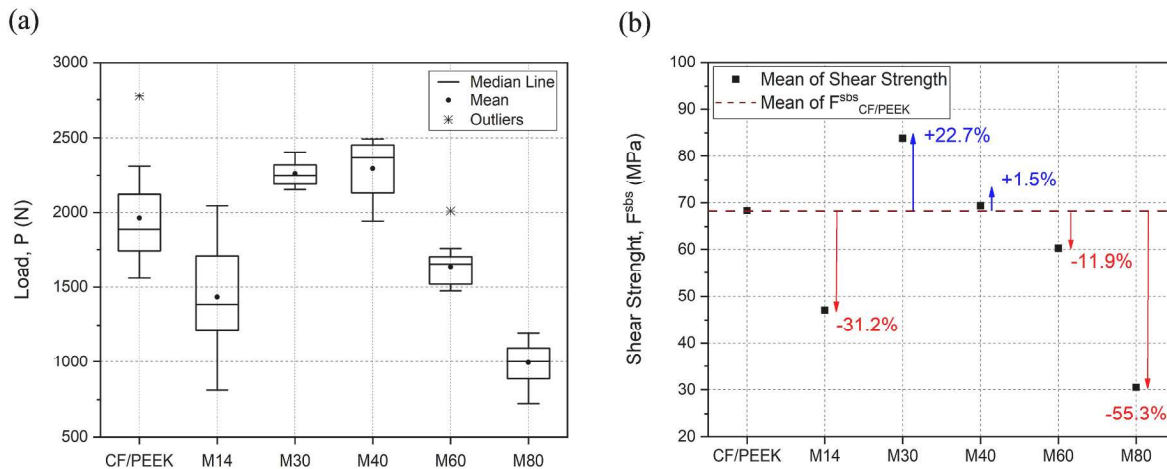 (a)
Load, P (N)
3000
2500
2000
1500
1000
500
Median Line
Mean
Outliers
CF/PEEK M14 M30 M40 M60 M80
(b)
Shear Strenght, F^sbs (MPa)
100
90
80
70
60
50
40
30
20
Mean of Shear Strength
Mean of F^sbs_CF/PEEK
+22.7%
+1.5%
-11.9%
-31.2%
-55.3%
CF/PEEK M14 M30 M40 M60 M80